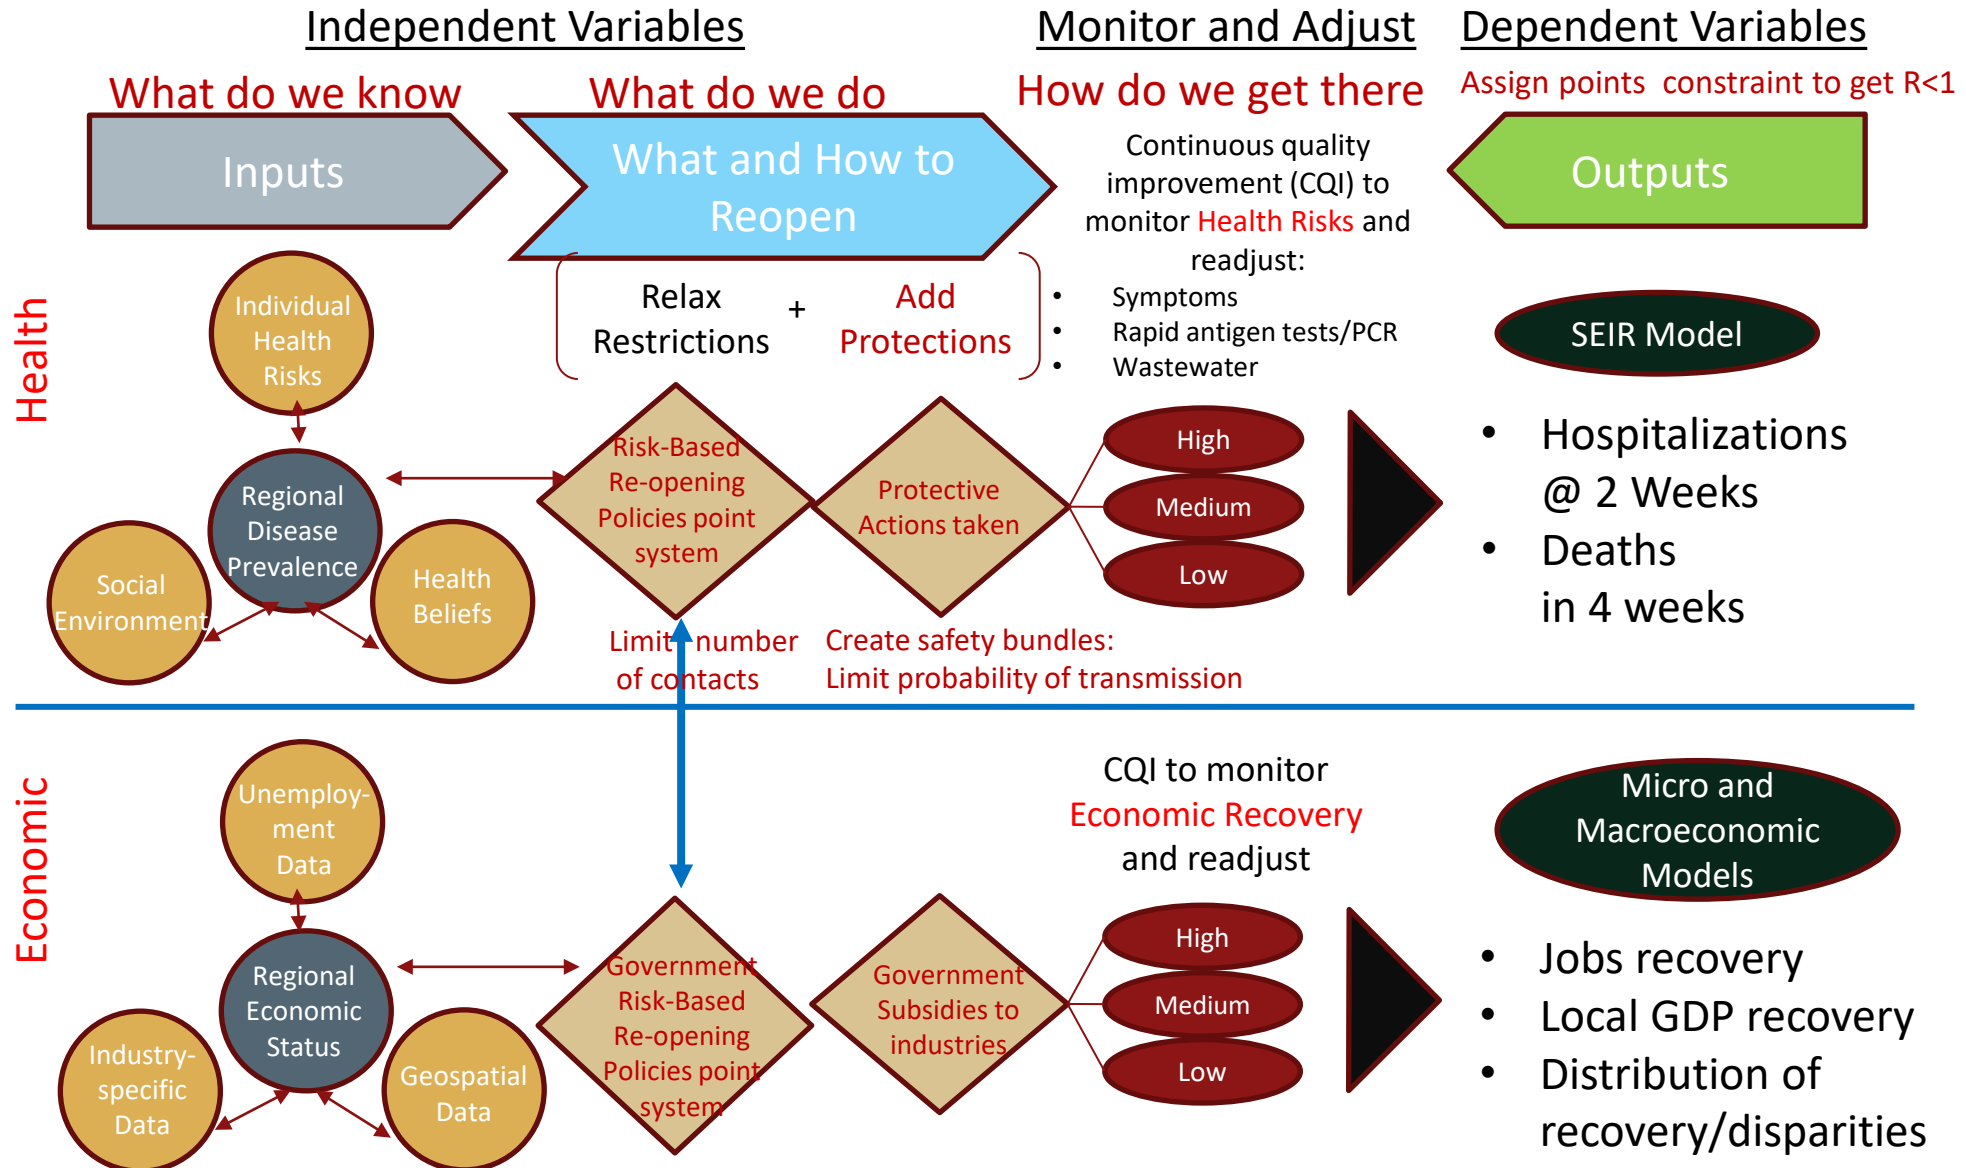 Independent Variables
Monitor and Adjust
Dependent Variables
What do we know
What do we do
How do we get there
Assign points  constraint to get R<1
Inputs
What and How to
Reopen
Continuous quality
improvement (CQI) to
monitor Health Risks and
readjust:
• Symptoms
• Rapid antigen tests/PCR
• Wastewater
Outputs
Health
Individual
Health
Risks
Relax
Restrictions
+
Add
Protections
SEIR Model
Regional
Disease
Prevalence
Social
Environment
Health
Beliefs
Risk-Based
Re-opening
Policies point
system
Protective
Actions taken
High
Medium
Low
• Hospitalizations
@ 2 Weeks
• Deaths
in 4 weeks
Limit  number
of contacts
Create safety bundles:
Limit probability of transmission
Economic
Unemploy-
ment
Data
Regional
Economic
Status
Industry-
specific
Data
Geospatial
Data
Government
Risk-Based
Re-opening
Policies point
system
Government
Subsidies to
industries
CQI to monitor
Economic Recovery
and readjust
High
Medium
Low
Micro and
Macroeconomic
Models
• Jobs recovery
• Local GDP recovery
• Distribution of
recovery/disparities